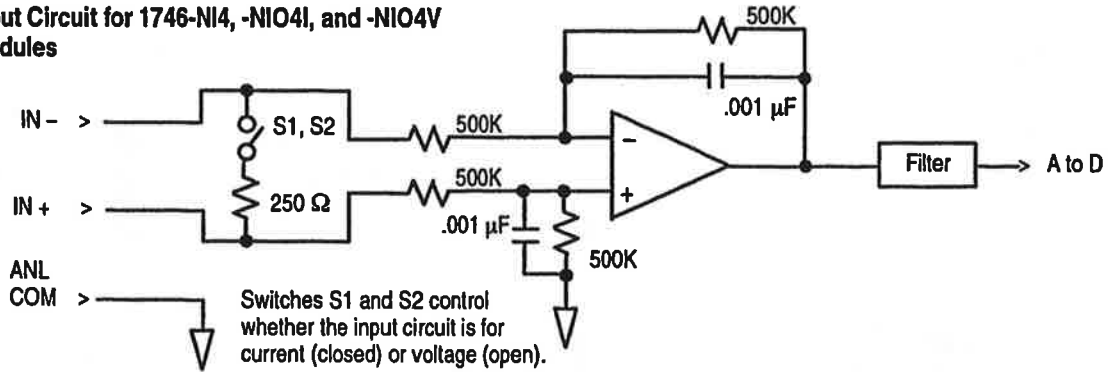 Circuit for 1746-NI4, -NIO4I, and -NIO4V
500K
.001 µF
IN –
S1, S2
500K
–
Filter
A to D
500K
+
IN +
250 Ω
.001 µF
500K
ANL
COM
Switches S1 and S2 control
whether the input circuit is for
current (closed) or voltage (open).